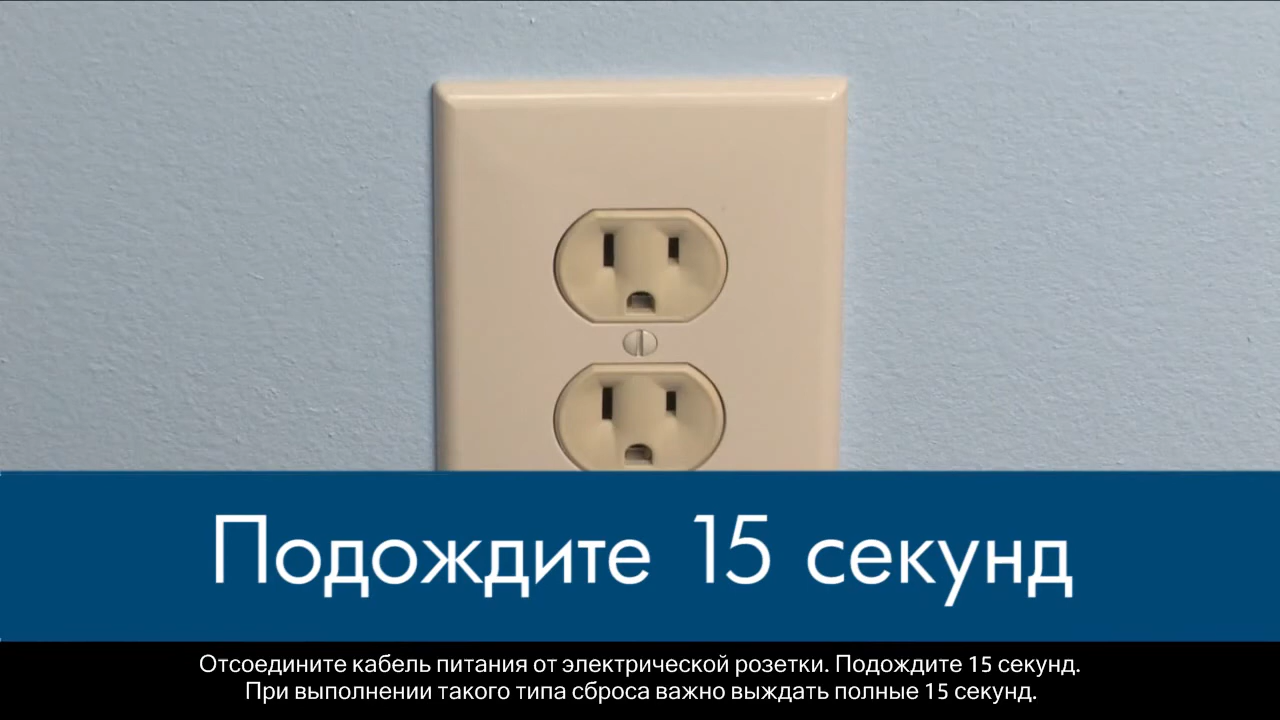 Подождите 15 секунд
Отсоедините кабель питания от электрической розетки. Подождите 15 секунд.
При выполнении такого типа сброса важно выждать полные 15 секунд.